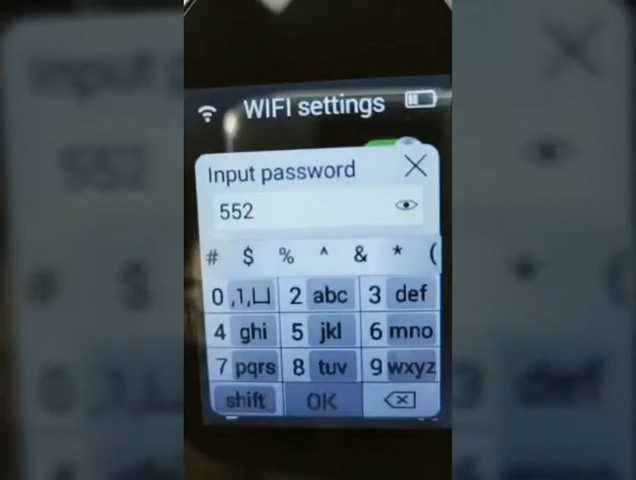 WIFI settings
Input password
552
# $ % ^ & * (
0 ,1,⌴ 2 abc 3 def
4 ghi 5 jkl 6 mno
7 pqrs 8 tuv 9 wxyz
shift OK